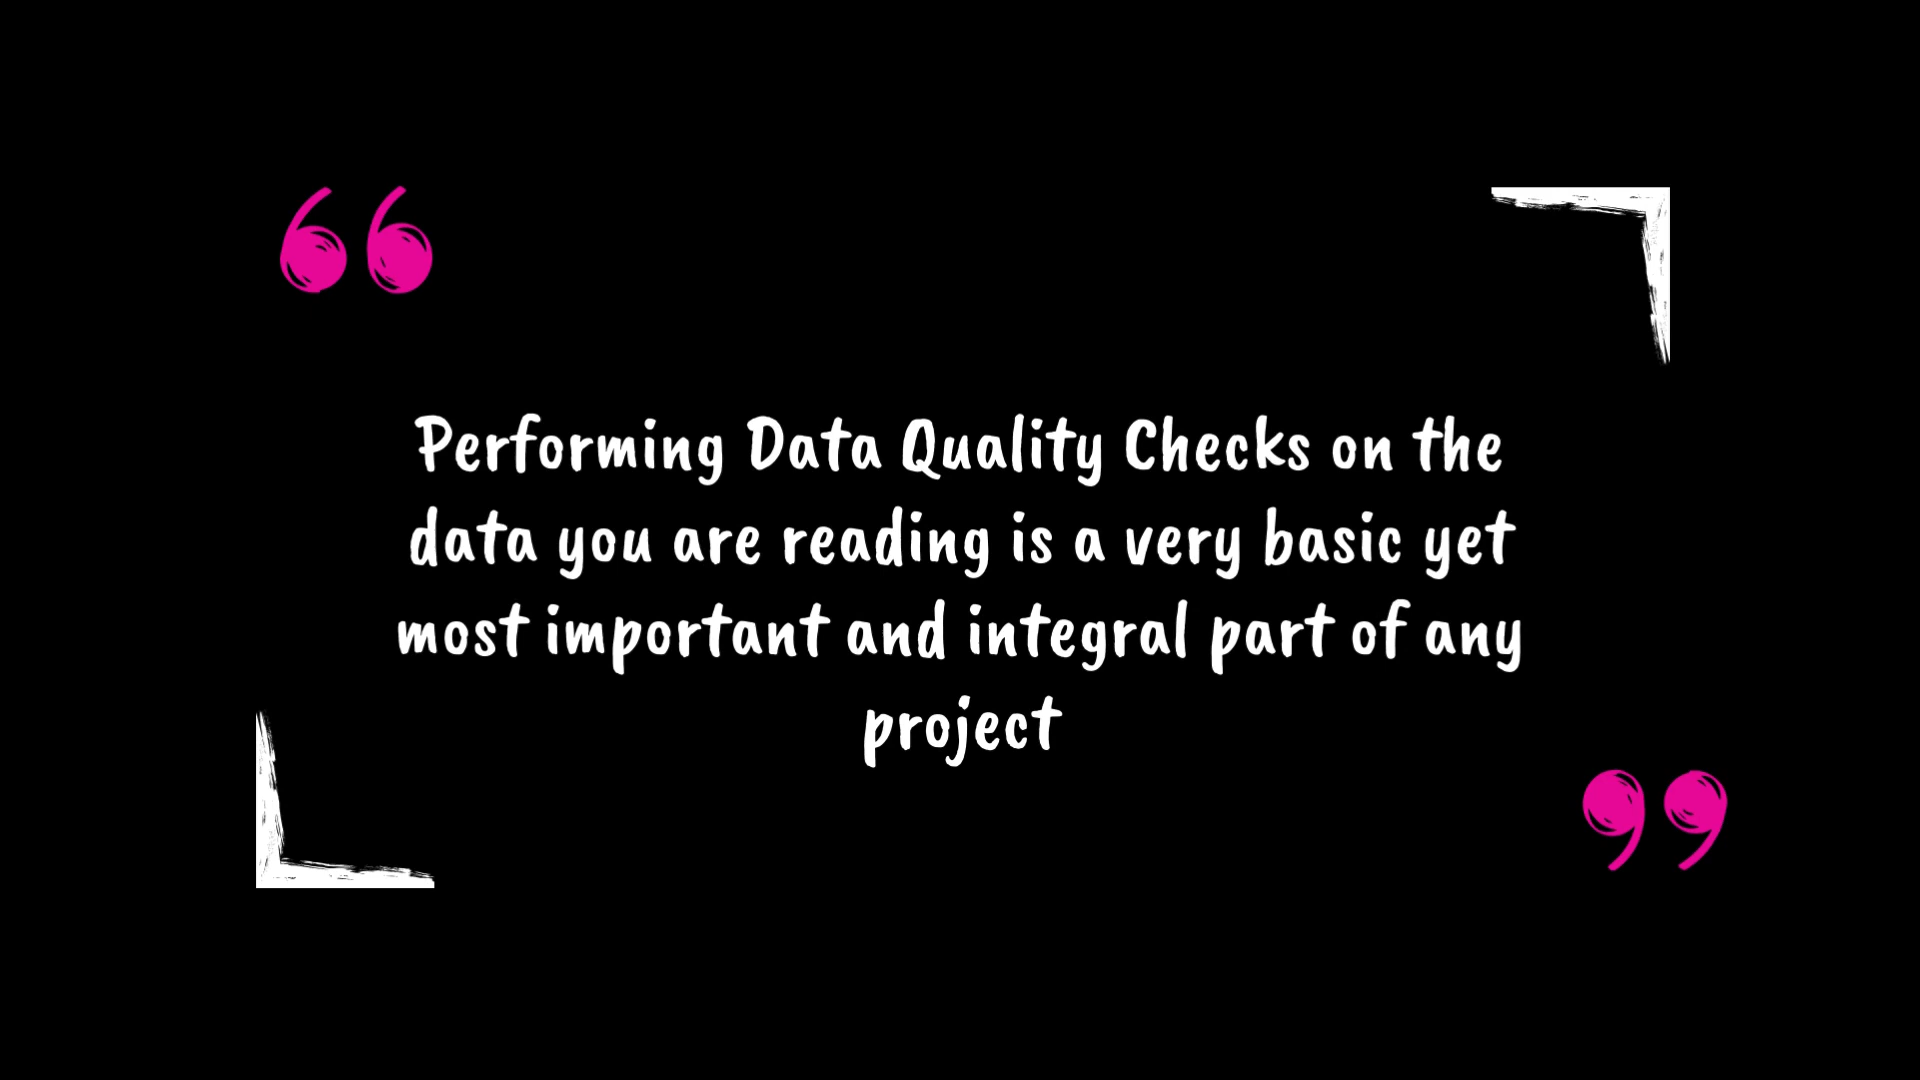 Performing Data Quality Checks on the
data you are reading is a very basic yet
most important and integral part of any
project